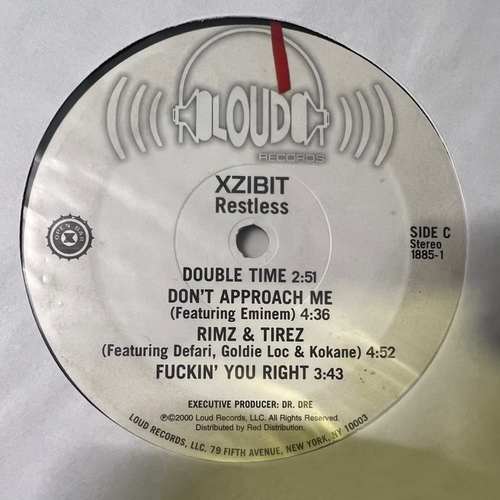 LOUD
RECORDS
XZIBIT
Restless
OPEN BAR
SIDE C
Stereo
1885-1
DOUBLE TIME 2:51
DON'T APPROACH ME
(Featuring Eminem) 4:36
RIMZ & TIREZ
(Featuring Defari, Goldie Loc & Kokane) 4:52
FUCKIN' YOU RIGHT 3:43
EXECUTIVE PRODUCER: DR. DRE
℗©2000 Loud Records, LLC. All Rights Reserved.
Distributed by Red Distribution.
LOUD RECORDS, LLC, 79 FIFTH AVENUE, NEW YORK, NY 10003